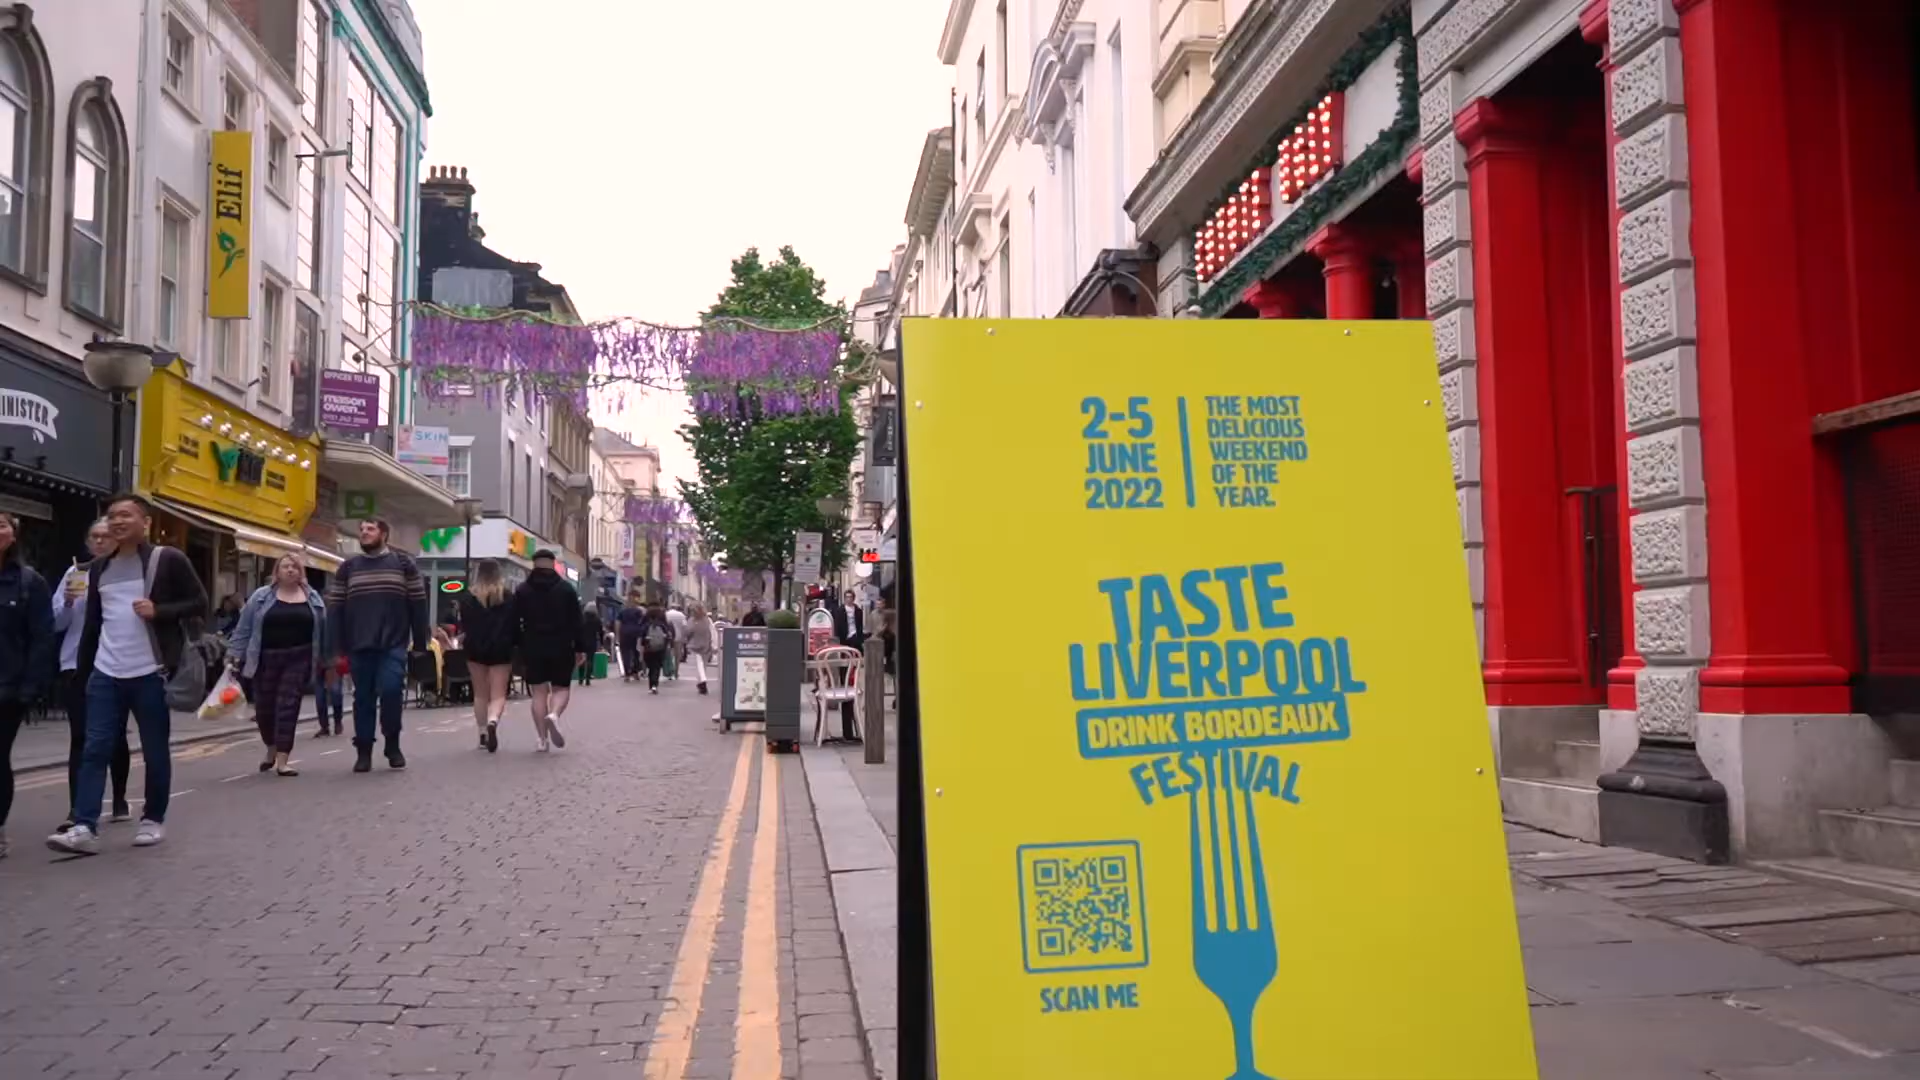 Elif
INISTER
OFFICES TO LET
mason
owen
SKIN
2-5
JUNE
2022
THE MOST
DELICIOUS
WEEKEND
OF THE
YEAR.
TASTE
LIVERPOOL
DRINK BORDEAUX
FESTIVAL
SCAN ME